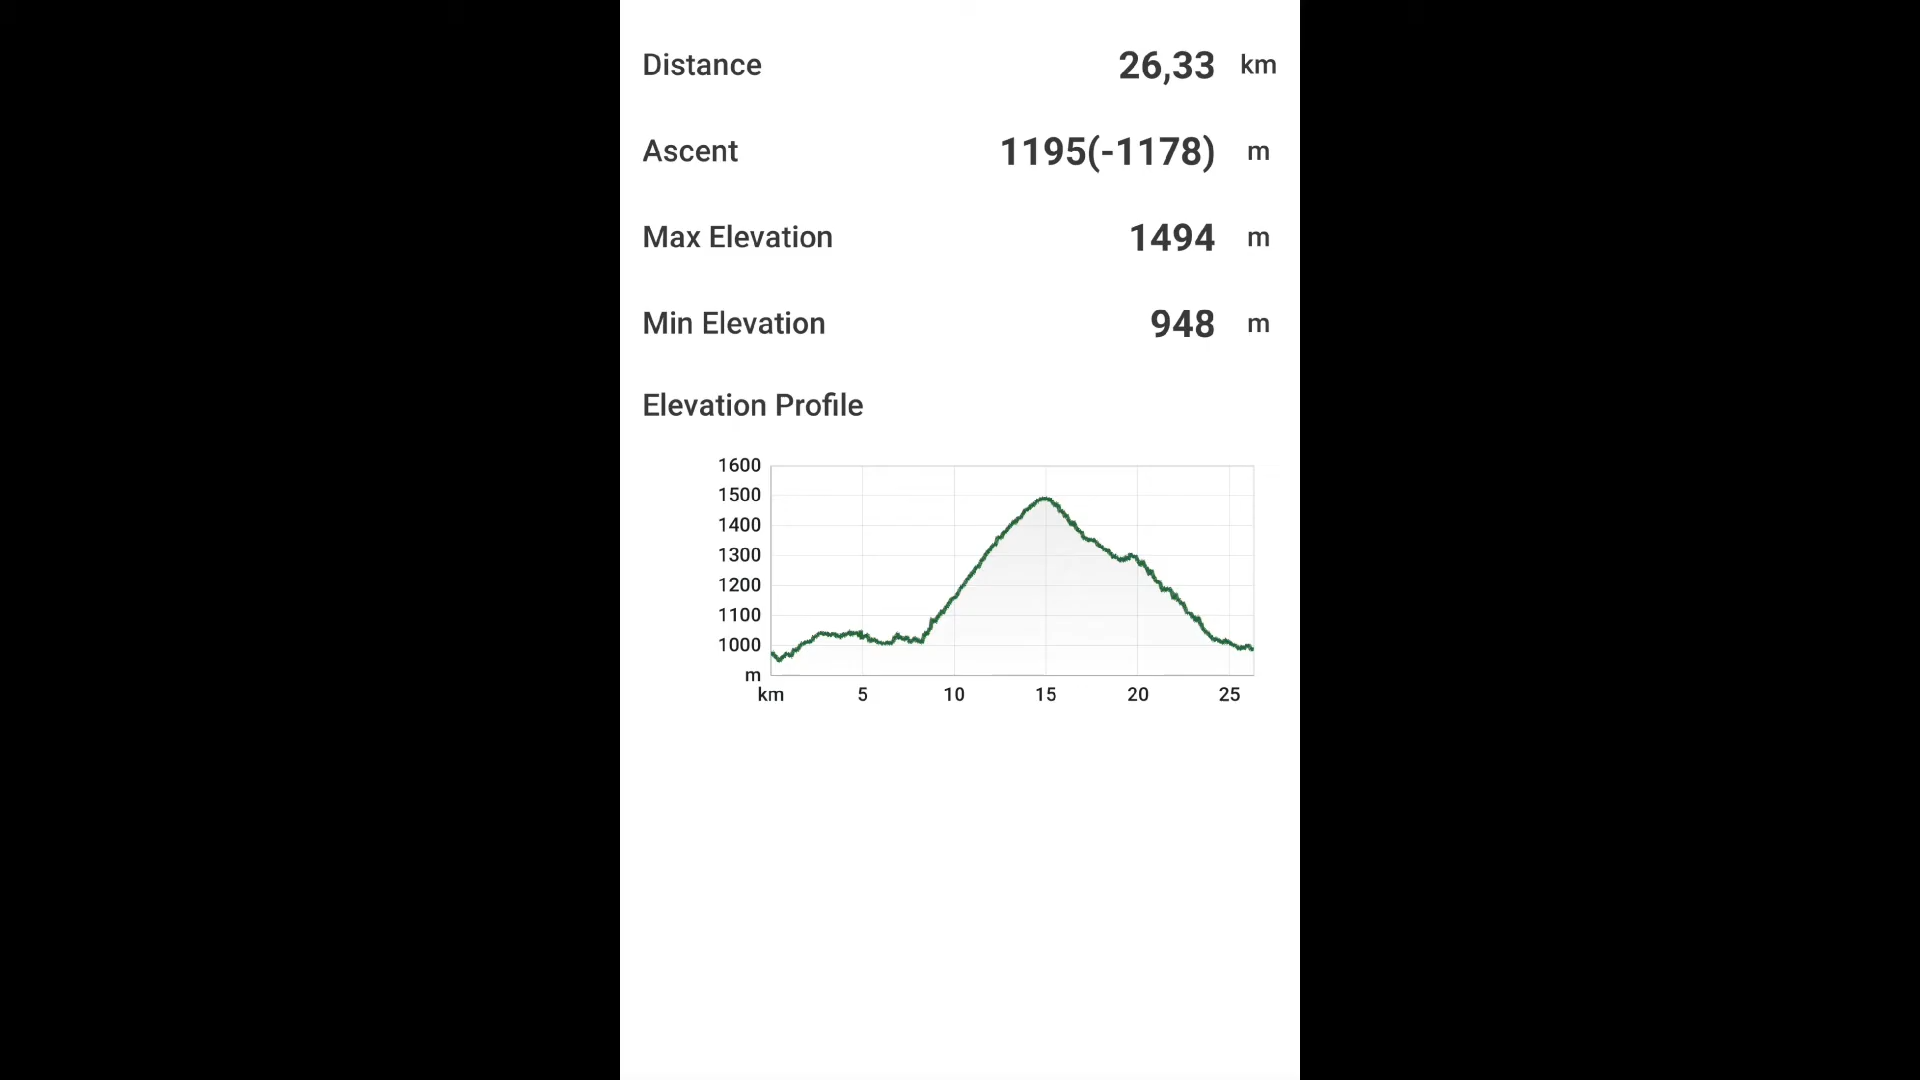 Distance 26,33 km
Ascent 1195(-1178) m
Max Elevation 1494 m
Min Elevation 948 m
Elevation Profile
1600
1500
1400
1300
1200
1100
1000
m
km 5 10 15 20 25